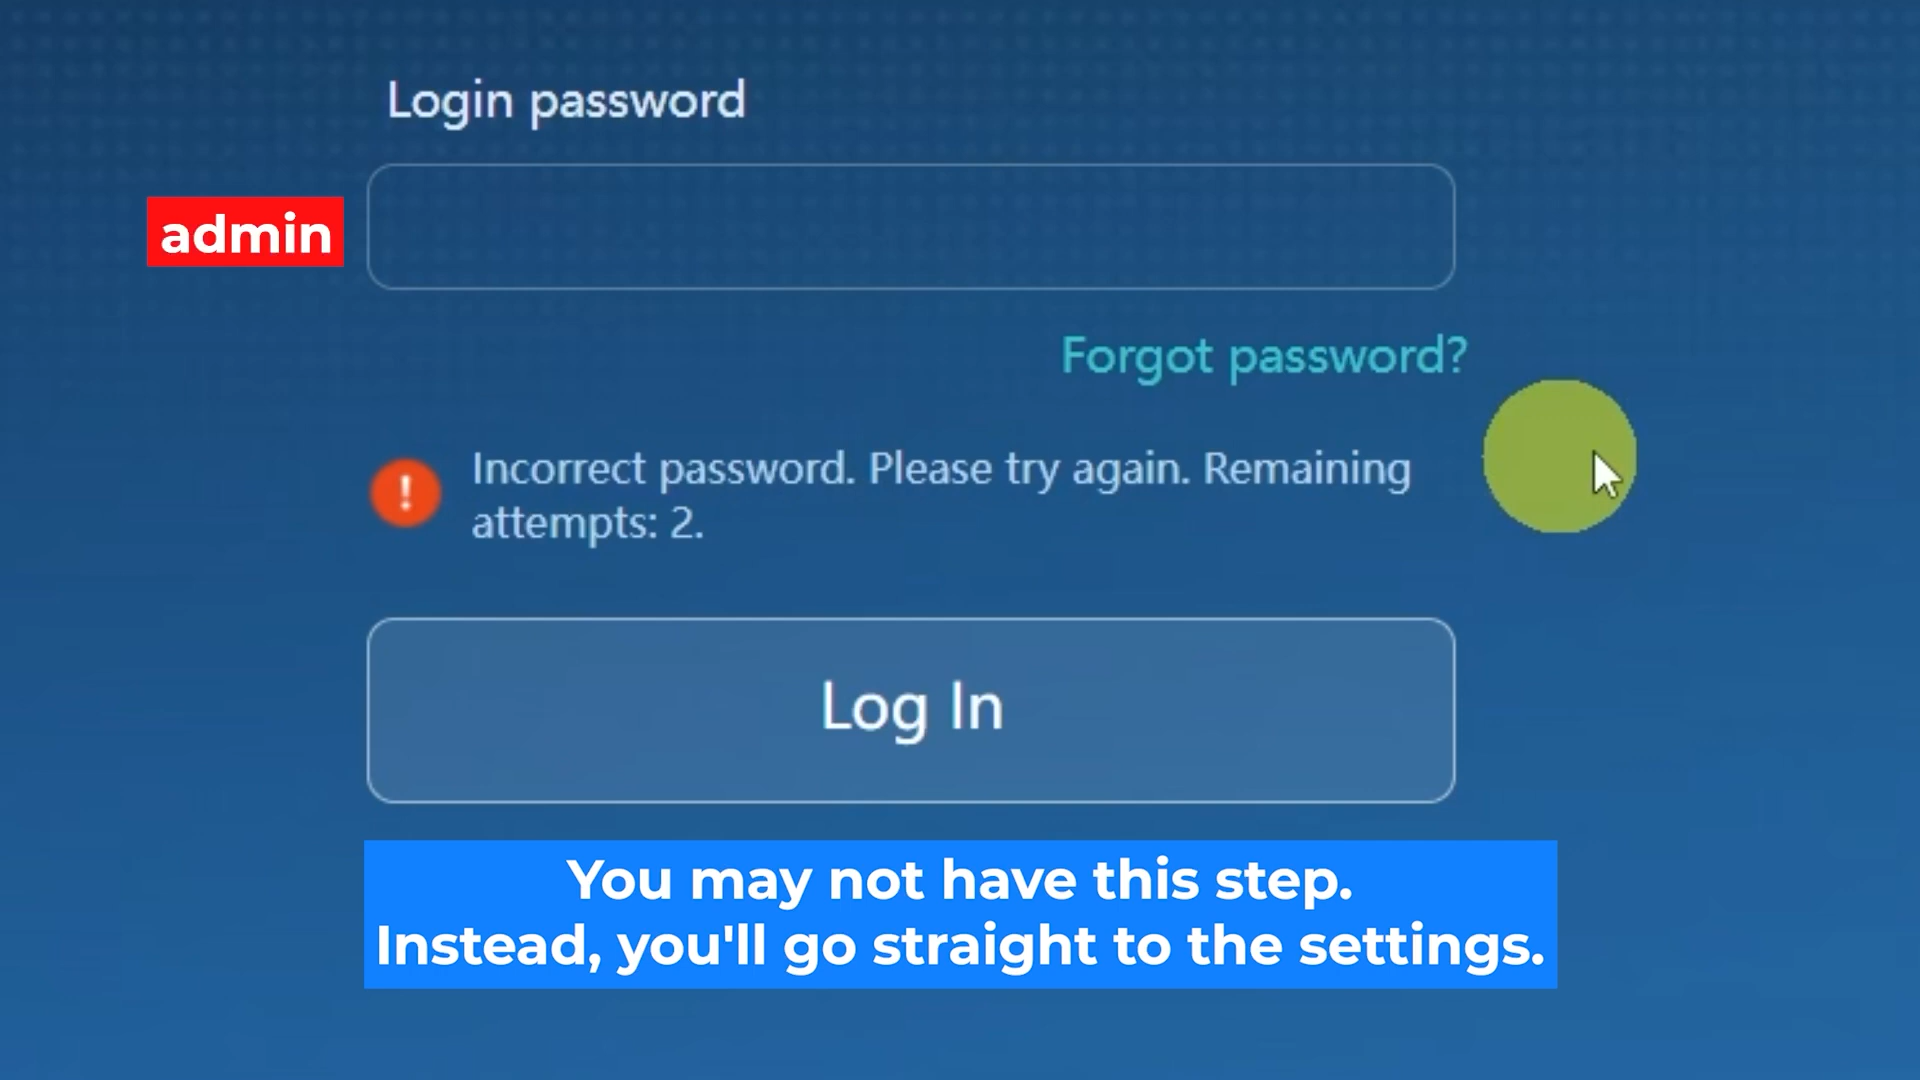 Login password
admin
Forgot password?
Incorrect password. Please try again. Remaining
attempts: 2.
Log In
You may not have this step.
Instead, you'll go straight to the settings.